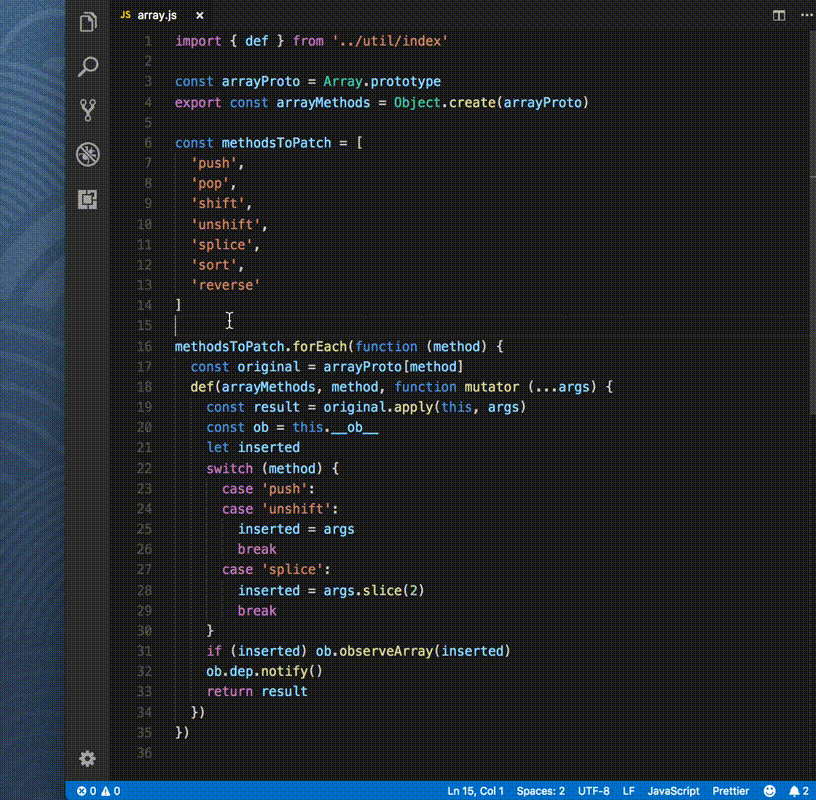 JS array.js ×
1 import { def } from '../util/index'
2
3 const arrayProto = Array.prototype
4 export const arrayMethods = Object.create(arrayProto)
5
6 const methodsToPatch = [
7   'push',
8   'pop',
9   'shift',
10   'unshift',
11   'splice',
12   'sort',
13   'reverse'
14 ]
15
16 methodsToPatch.forEach(function (method) {
17   const original = arrayProto[method]
18   def(arrayMethods, method, function mutator (...args) {
19     const result = original.apply(this, args)
20     const ob = this.__ob__
21     let inserted
22     switch (method) {
23       case 'push':
24       case 'unshift':
25         inserted = args
26         break
27       case 'splice':
28         inserted = args.slice(2)
29         break
30     }
31     if (inserted) ob.observeArray(inserted)
32     ob.dep.notify()
33     return result
34   })
35 })
36
0 0 Ln 15, Col 1 Spaces: 2 UTF-8 LF JavaScript Prettier 2